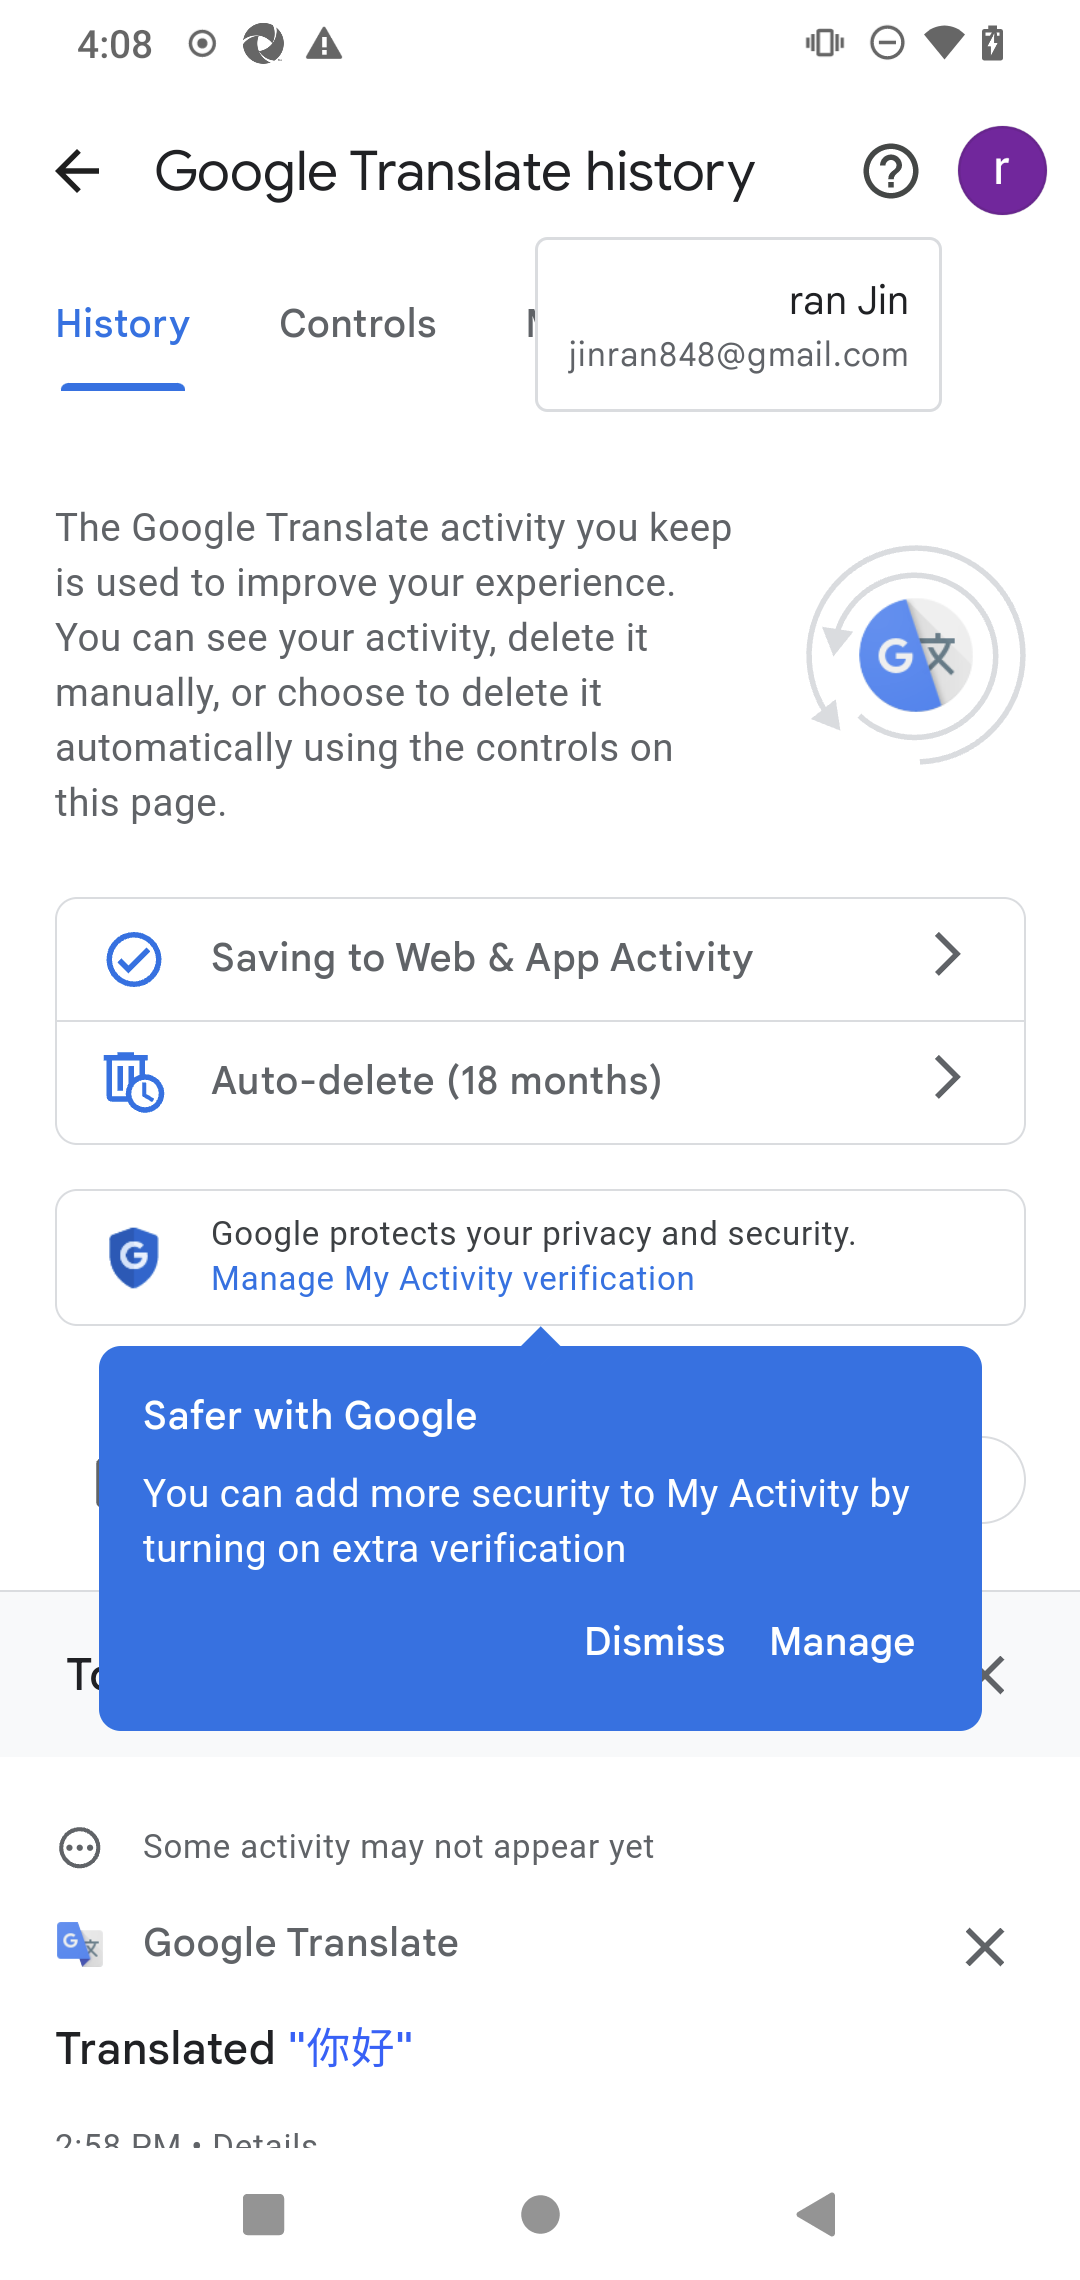 4:08
Google Translate history
r
ran Jin
jinran848@gmail.com
History
Controls
The Google Translate activity you keep
is used to improve your experience.
You can see your activity, delete it
manually, or choose to delete it
automatically using the controls on
this page.
Saving to Web & App Activity
Auto-delete (18 months)
Google protects your privacy and security.
Manage My Activity verification
Safer with Google
You can add more security to My Activity by
turning on extra verification
Dismiss Manage
Some activity may not appear yet
Google Translate
Translated "你好"
2:58 PM • Details